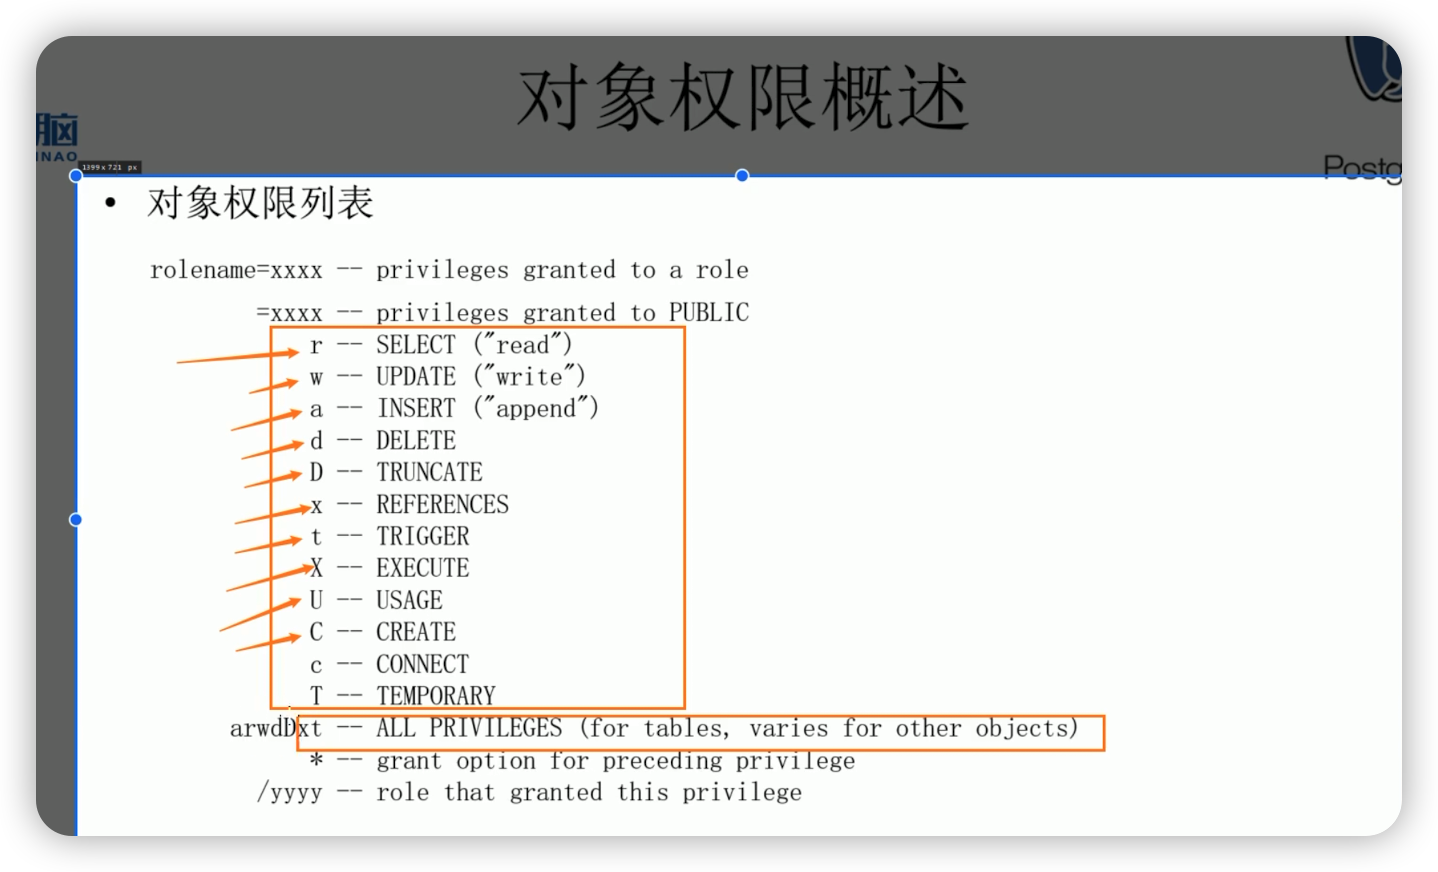 对象权限概述
脑
INAO
Postg
1399 x 721 px
• 对象权限列表
rolename=xxxx -- privileges granted to a role
=xxxx -- privileges granted to PUBLIC
r -- SELECT ("read")
w -- UPDATE ("write")
a -- INSERT ("append")
d -- DELETE
D -- TRUNCATE
x -- REFERENCES
t -- TRIGGER
X -- EXECUTE
U -- USAGE
C -- CREATE
c -- CONNECT
T -- TEMPORARY
arwdDxt -- ALL PRIVILEGES (for tables, varies for other objects)
* -- grant option for preceding privilege
/yyyy -- role that granted this privilege